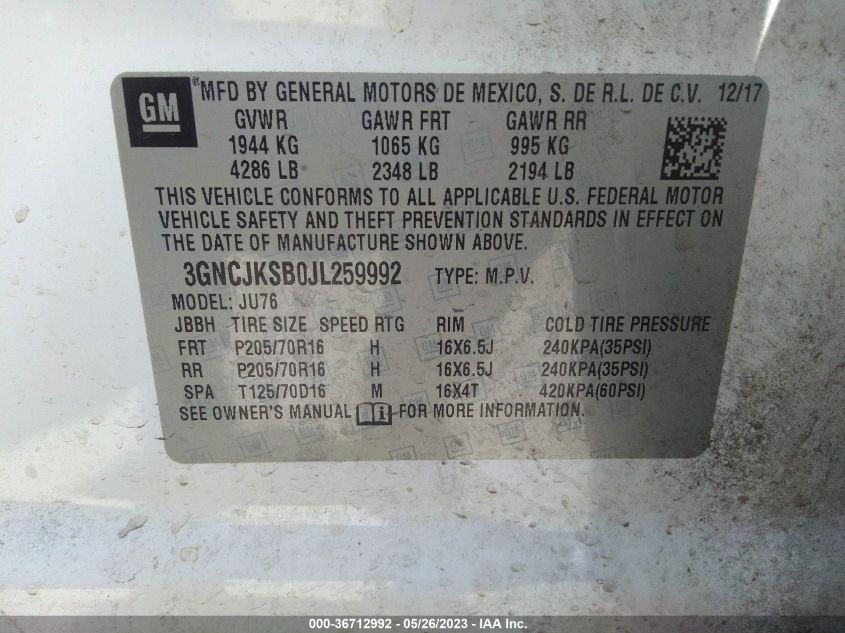 GM ® MFD BY GENERAL MOTORS DE MEXICO, S. DE R.L. DE C.V. 12/17
GVWR GAWR FRT GAWR RR
1944 KG 1065 KG 995 KG
4286 LB 2348 LB 2194 LB
THIS VEHICLE CONFORMS TO ALL APPLICABLE U.S. FEDERAL MOTOR
VEHICLE SAFETY AND THEFT PREVENTION STANDARDS IN EFFECT ON
THE DATE OF MANUFACTURE SHOWN ABOVE.
3GNCJKSB0JL259992 TYPE: M.P.V.
MODEL: JU76
JBBH TIRE SIZE SPEED RTG RIM COLD TIRE PRESSURE
FRT P205/70R16 H 16X6.5J 240KPA(35PSI)
RR P205/70R16 H 16X6.5J 240KPA(35PSI)
SPA T125/70D16 M 16X4T 420KPA(60PSI)
SEE OWNER'S MANUAL i FOR MORE INFORMATION.
000-36712992 - 05/26/2023 - IAA Inc.